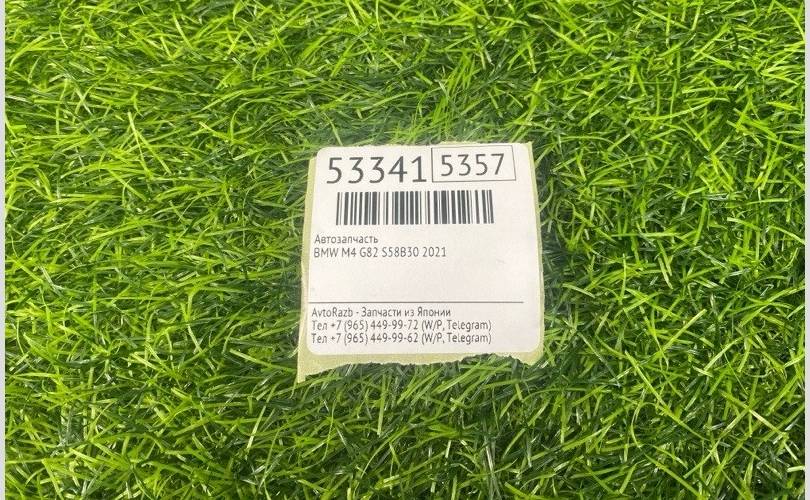 53341 5357
Автозапчасть
BMW M4 G82 S58B30 2021
AvtoRazb - Запчасти из Японии
Тел +7 (965) 449-99-72 (W/P, Telegram)
Тел +7 (965) 449-99-62 (W/P, Telegram)